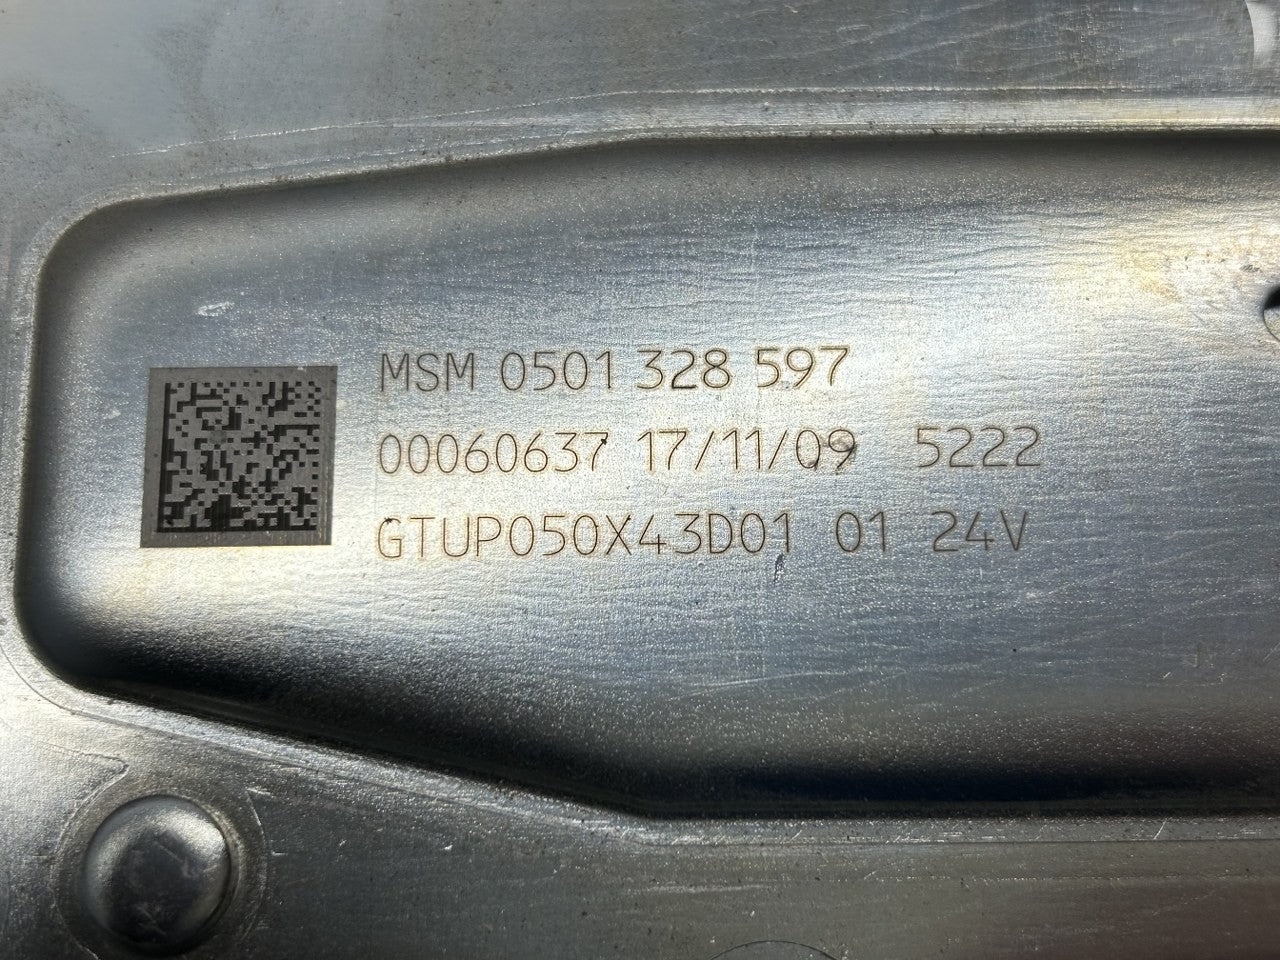 MSM 0501 328 597
00060637 17/11/09 5222
GTUP050X43D01 01 24V